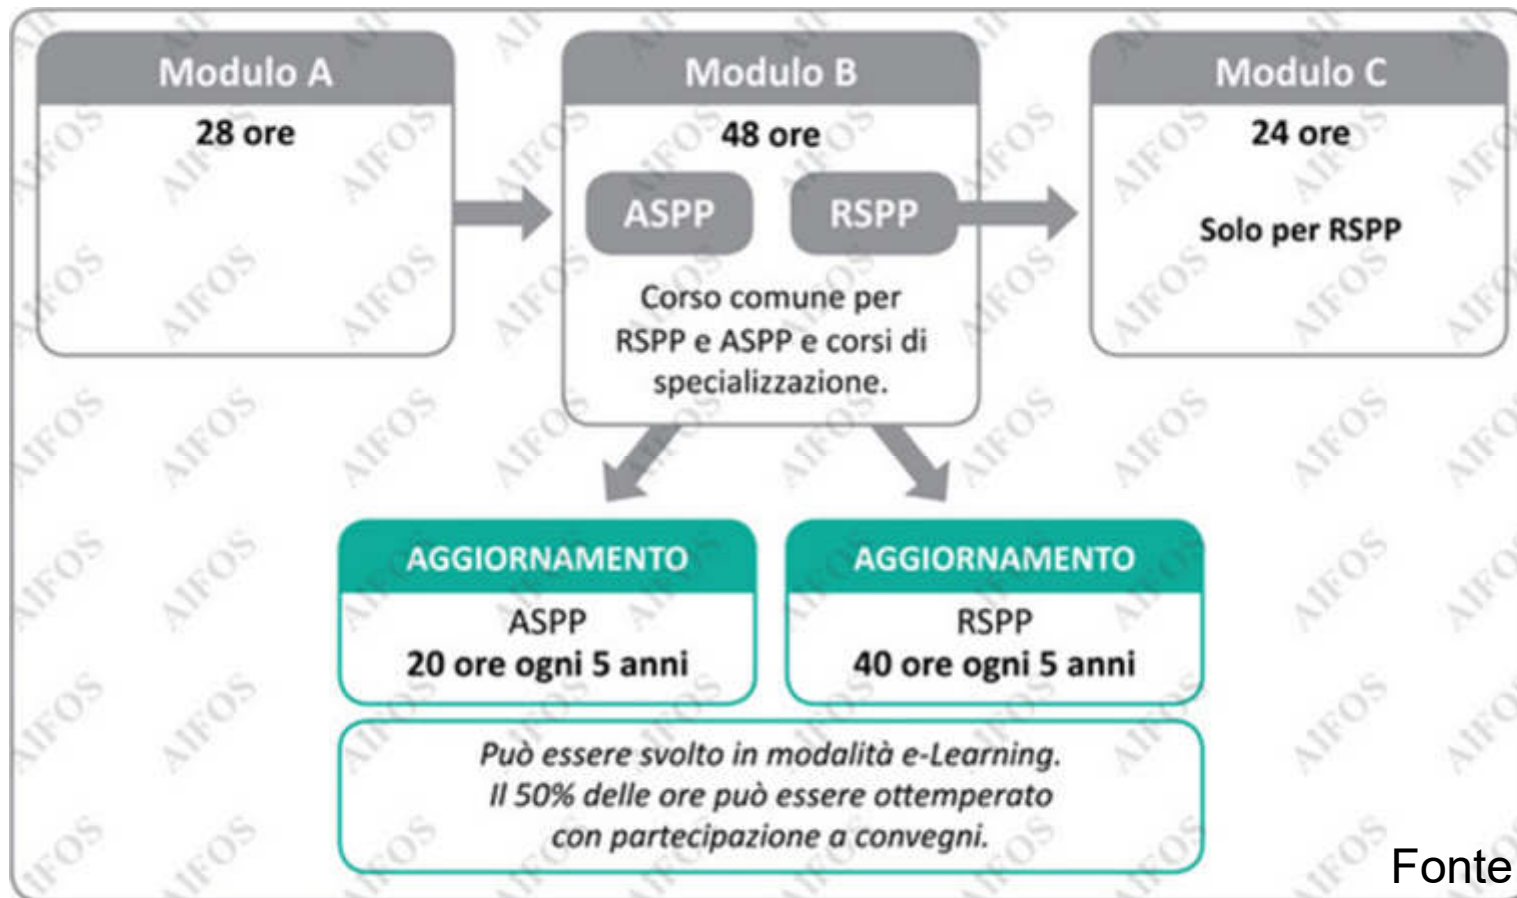 Modulo A
28 ore
Modulo B
48 ore
ASPP
RSPP
Corso comune per
RSPP e ASPP e corsi di
specializzazione.
Modulo C
24 ore
Solo per RSPP
AGGIORNAMENTO
ASPP
20 ore ogni 5 anni
AGGIORNAMENTO
RSPP
40 ore ogni 5 anni
Può essere svolto in modalità e-Learning.
Il 50% delle ore può essere ottemperato
con partecipazione a convegni.
Fonte
AIFOS